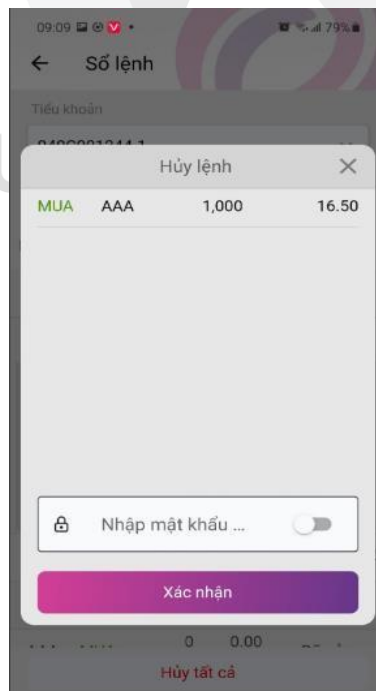 09:09 79%
Sổ lệnh
Tiểu khoản
Hủy lệnh
MUA AAA 1,000 16.50
Nhập mật khẩu ...
Xác nhận
0 0.00
Hủy tất cả